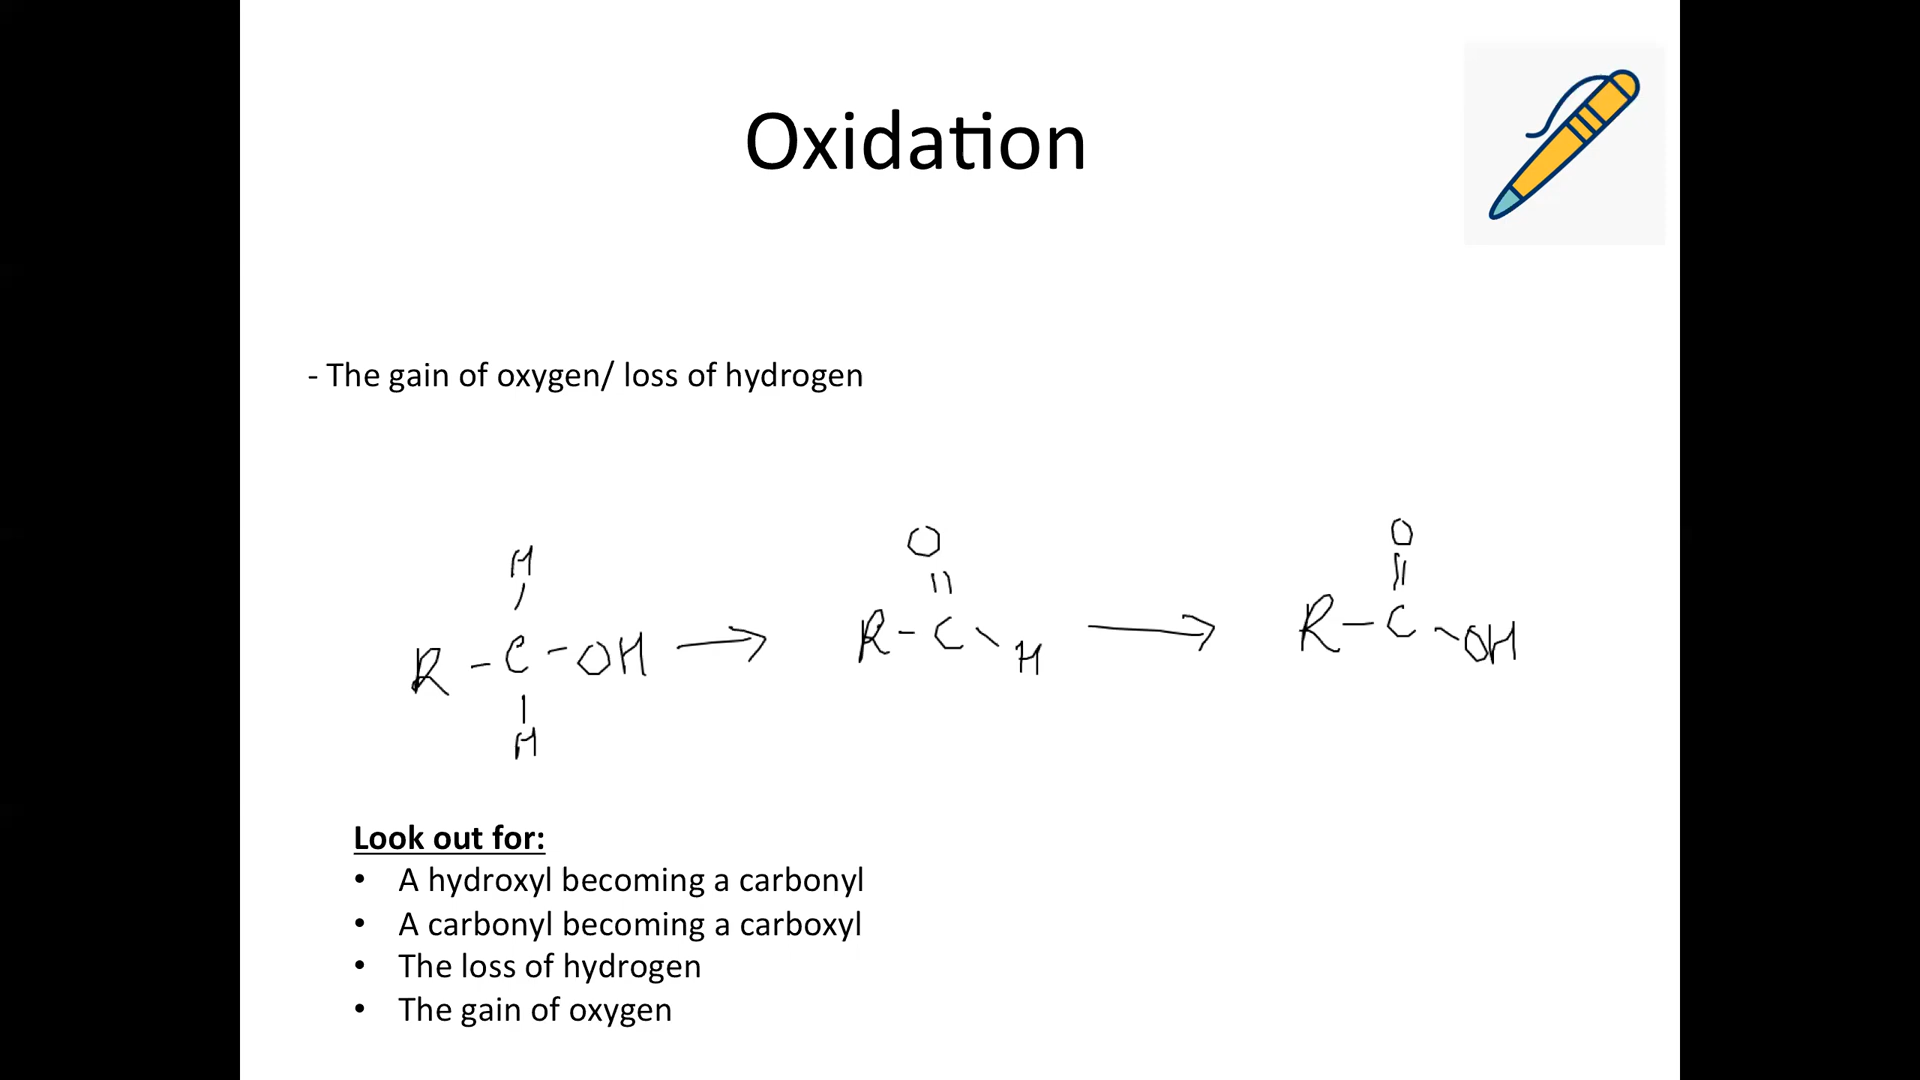 Oxidation
- The gain of oxygen/ loss of hydrogen
H
R - C - OH → 
H
O
R - C \ H →
O
R - C \ OH
Look out for:
• A hydroxyl becoming a carbonyl
• A carbonyl becoming a carboxyl
• The loss of hydrogen
• The gain of oxygen